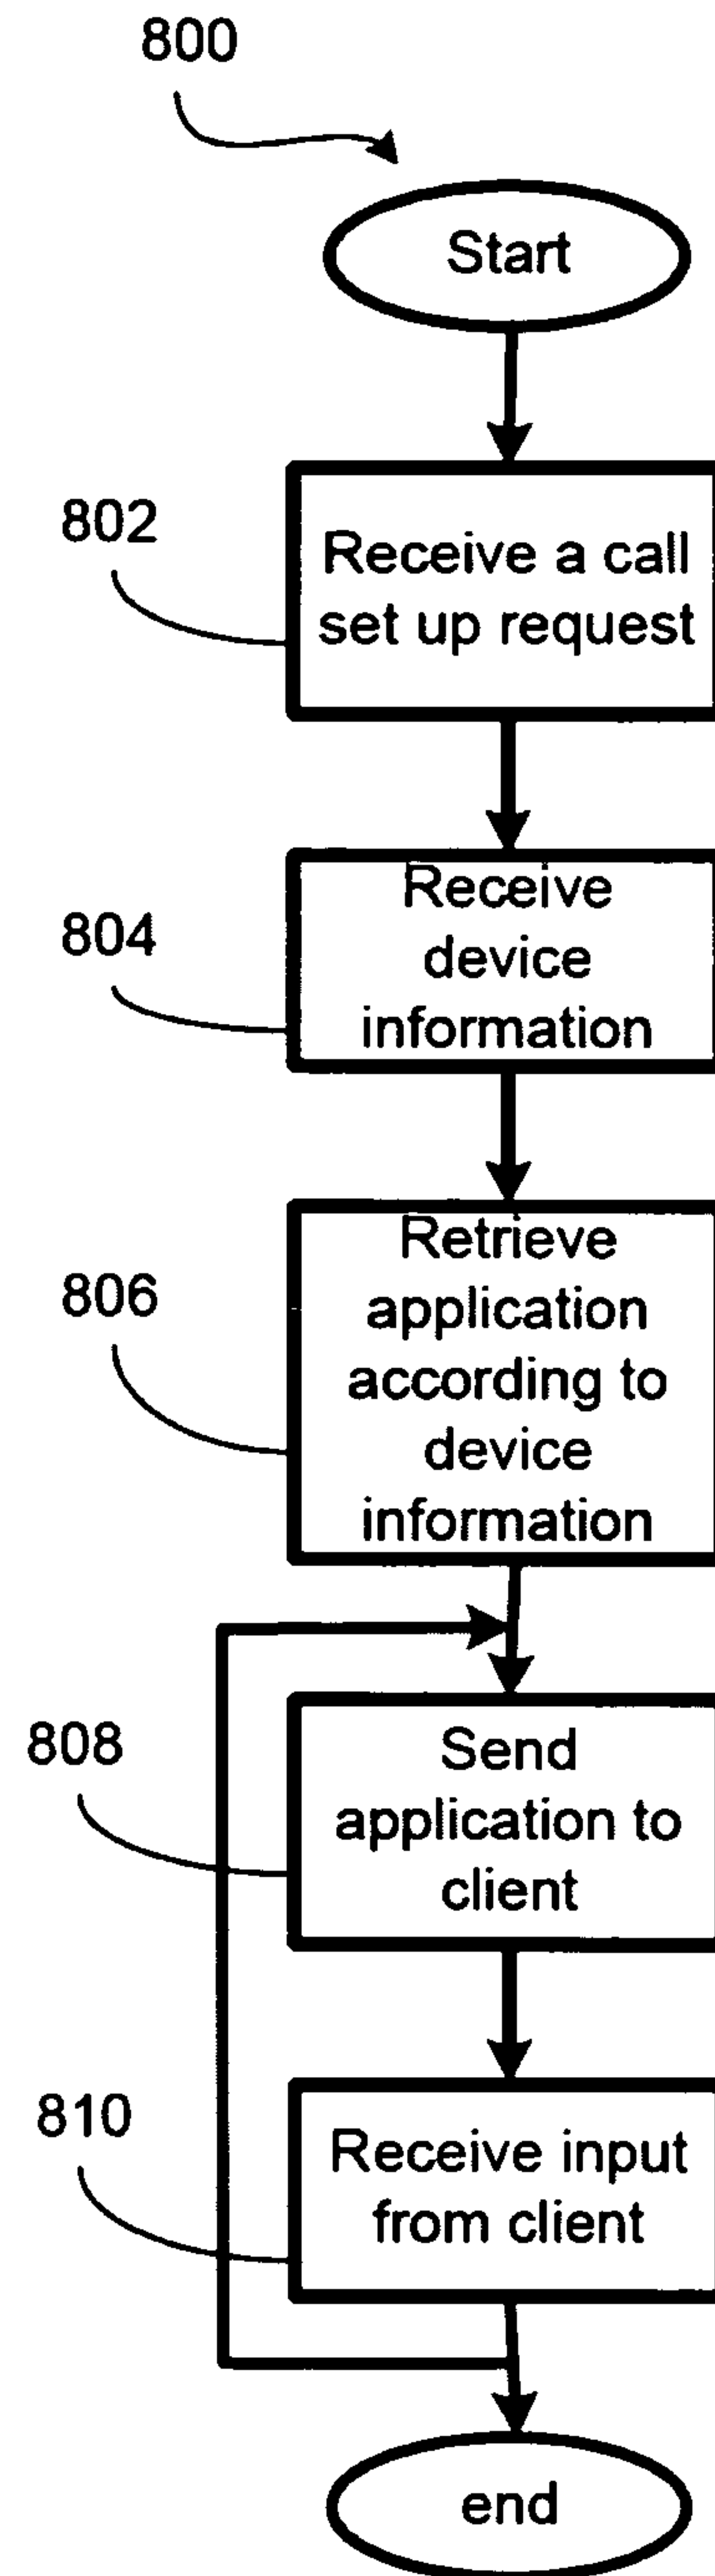 800
Start
802
Receive a call
set up request
804
Receive
device
information
806
Retrieve
application
according to
device
information
808
Send
application to
client
810
Receive input
from client
end